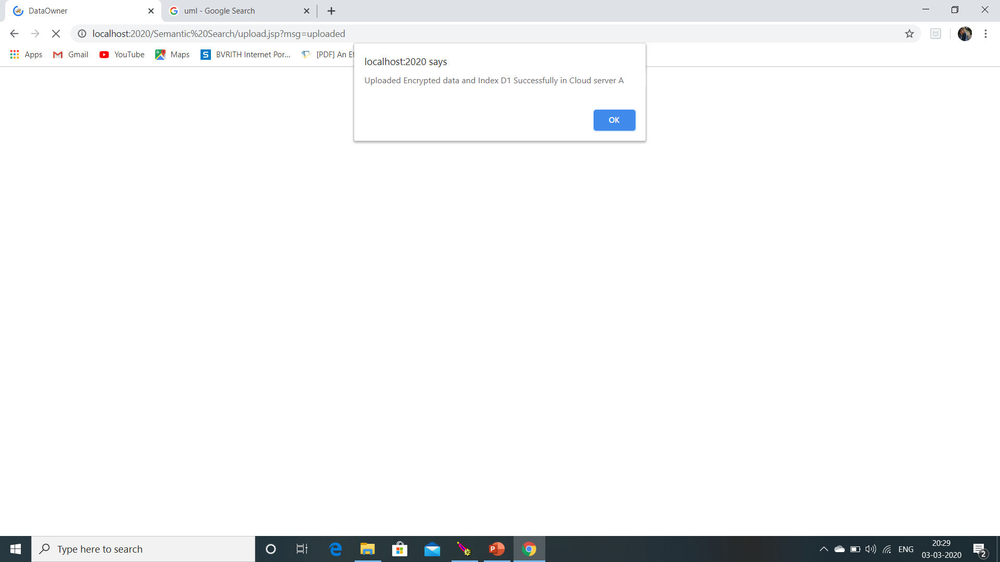 DataOwner
uml - Google Search
localhost:2020/Semantic%20Search/upload.jsp?msg=uploaded
Apps
Gmail
YouTube
Maps
S
BVRITH Internet Por...
[PDF] An Ef
localhost:2020 says
Uploaded Encrypted data and Index D1 Successfully in Cloud server A
OK
Type here to search
P
ENG
20:29
03-03-2020
2